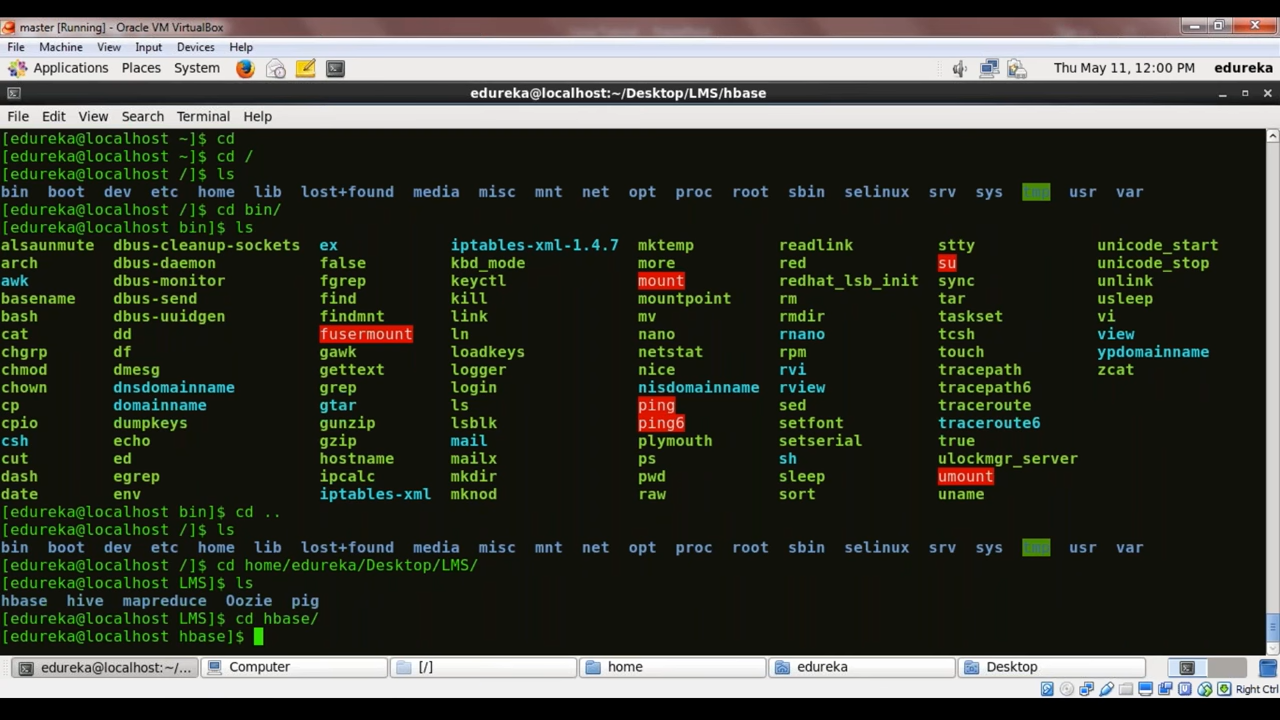 master [Running] - Oracle VM VirtualBox
File Machine View Input Devices Help
Applications Places System Thu May 11, 12:00 PM edureka
edureka@localhost:~/Desktop/LMS/hbase
File Edit View Search Terminal Help
[edureka@localhost ~]$ cd
[edureka@localhost ~]$ cd /
[edureka@localhost /]$ ls
bin boot dev etc home lib lost+found media misc mnt net opt proc root sbin selinux srv sys tmp usr var
[edureka@localhost /]$ cd bin/
[edureka@localhost bin]$ ls
alsaunmute dbus-cleanup-sockets ex iptables-xml-1.4.7 mktemp readlink stty unicode_start
arch dbus-daemon false kbd_mode more red su unicode_stop
awk dbus-monitor fgrep keyctl mount redhat_lsb_init sync unlink
basename dbus-send find kill mountpoint rm tar usleep
bash dbus-uuidgen findmnt link mv rmdir taskset vi
cat dd fusermount ln nano rnano tcsh view
chgrp df gawk loadkeys netstat rpm touch ypdomainname
chmod dmesg gettext logger nice rvi tracepath zcat
chown dnsdomainname grep login nisdomainname rview tracepath6
cp domainname gtar ls ping sed traceroute
cpio dumpkeys gunzip lsblk ping6 setfont traceroute6
csh echo gzip mail plymouth setserial true
cut ed hostname mailx ps sh ulockmgr_server
dash egrep ipcalc mkdir pwd sleep umount
date env iptables-xml mknod raw sort uname
[edureka@localhost bin]$ cd ..
[edureka@localhost /]$ ls
bin boot dev etc home lib lost+found media misc mnt net opt proc root sbin selinux srv sys tmp usr var
[edureka@localhost /]$ cd home/edureka/Desktop/LMS/
[edureka@localhost LMS]$ ls
hbase hive mapreduce Oozie pig
[edureka@localhost LMS]$ cd hbase/
[edureka@localhost hbase]$
edureka@localhost:~/... Computer [/] home edureka Desktop
Right Ctrl